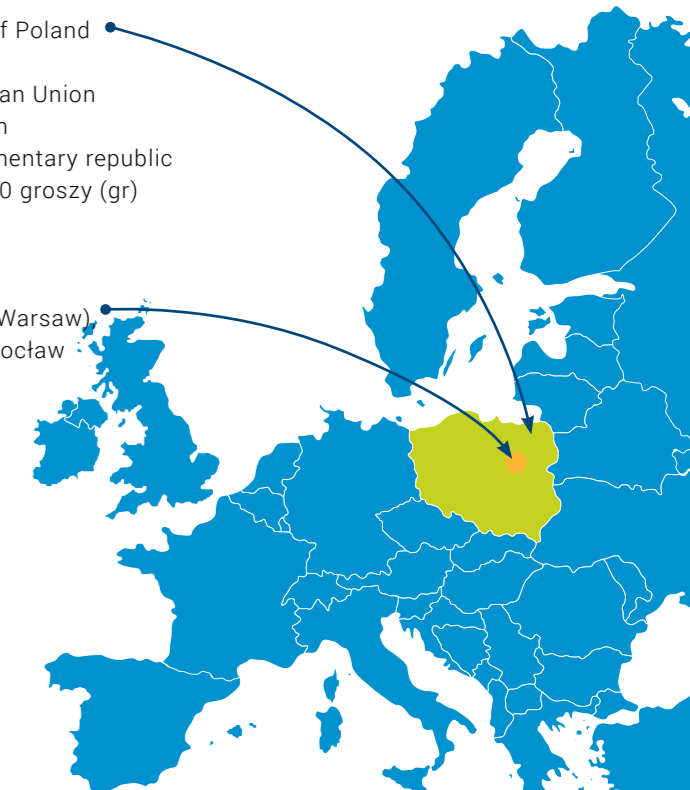 f Poland
an Union
n
nentary republic
0 groszy (gr)
Warsaw),
ocław